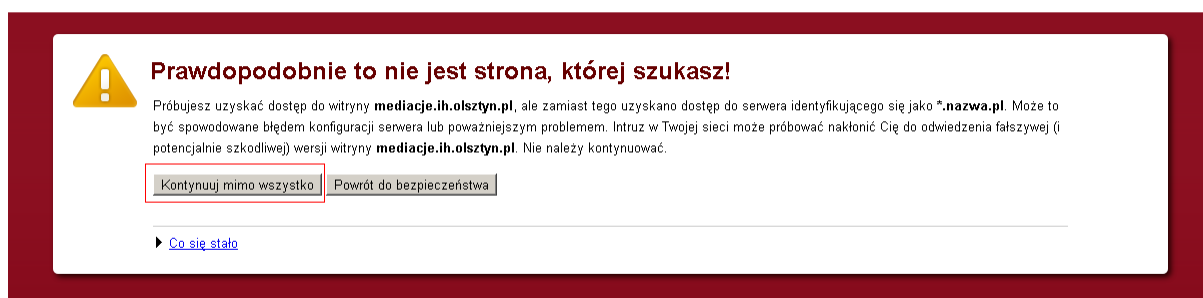 Prawdopodobnie to nie jest strona, której szukasz!
Próbujesz uzyskać dostęp do witryny mediacje.ih.olsztyn.pl, ale zamiast tego uzyskano dostęp do serwera identyfikującego się jako *.nazwa.pl. Może to
być spowodowane błędem konfiguracji serwera lub poważniejszym problemem. Intruz w Twojej sieci może próbować nakłonić Cię do odwiedzenia fałszywej (i
potencjalnie szkodliwej) wersji witryny mediacje.ih.olsztyn.pl. Nie należy kontynuować.
Kontynuuj mimo wszystko Powrót do bezpieczeństwa
Co się stało